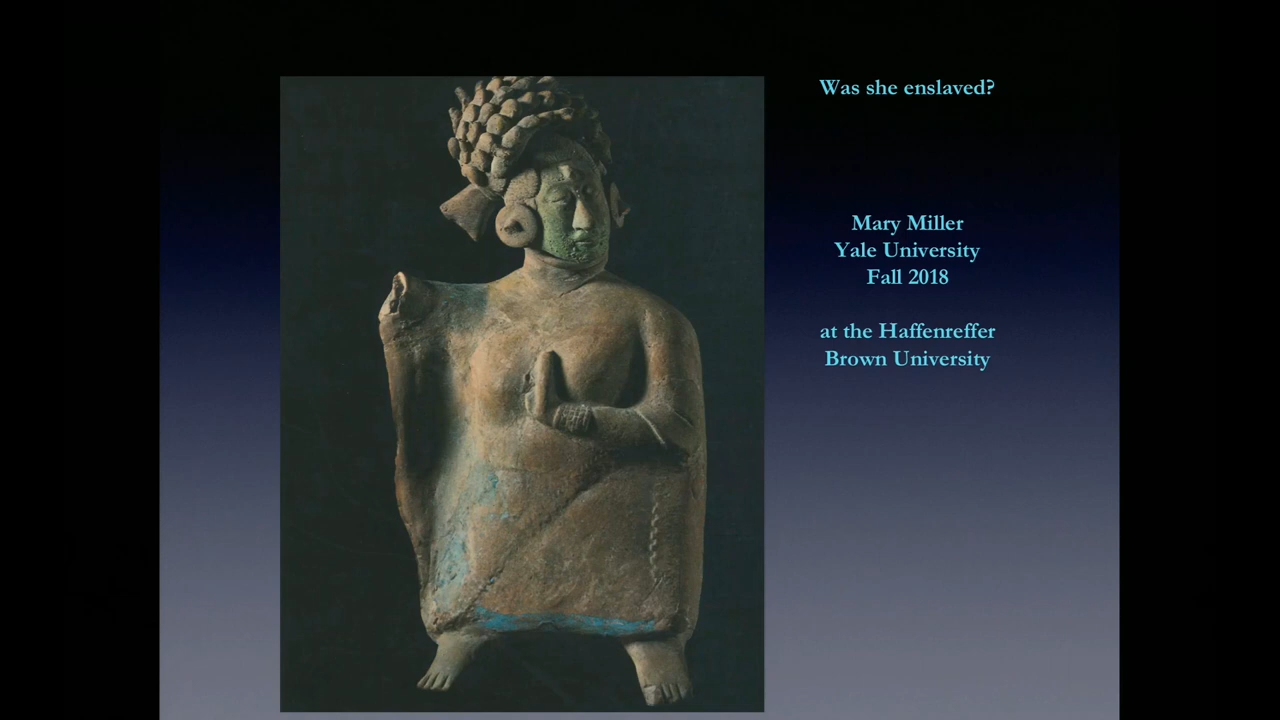 Was she enslaved?
Mary Miller
Yale University
Fall 2018
at the Haffenreffer
Brown University